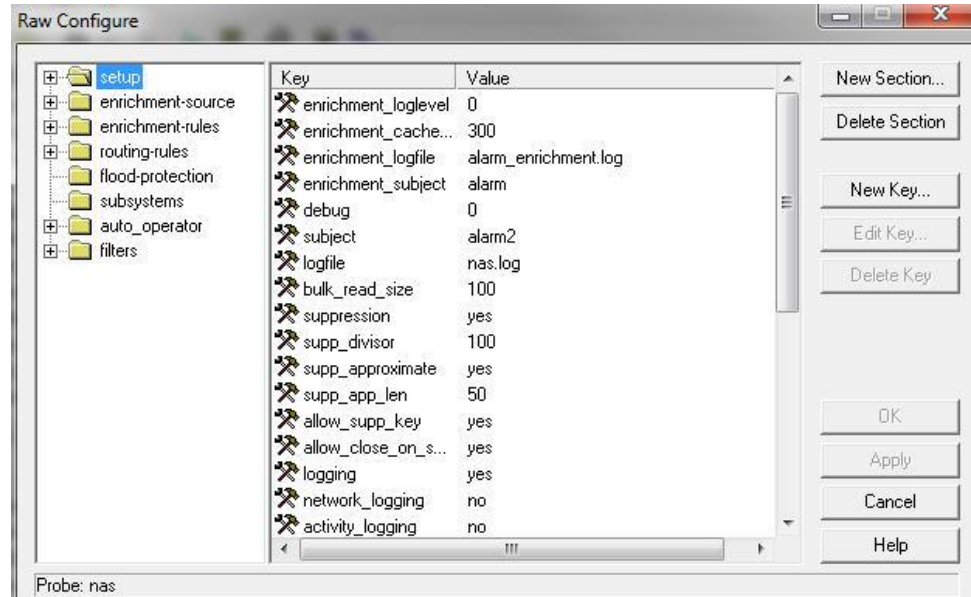 Raw Configure
setup
enrichment-source
enrichment-rules
routing-rules
flood-protection
subsystems
auto_operator
filters
Key Value
enrichment_loglevel 0
enrichment_cache... 300
enrichment_logfile alarm_enrichment.log
enrichment_subject alarm
debug 0
subject alarm2
logfile nas.log
bulk_read_size 100
suppression yes
supp_divisor 100
supp_approximate yes
supp_app_len 50
allow_supp_key yes
allow_close_on_s... yes
logging yes
network_logging no
activity_logging no
New Section...
Delete Section
New Key...
Edit Key...
Delete Key
OK
Apply
Cancel
Help
Probe: nas